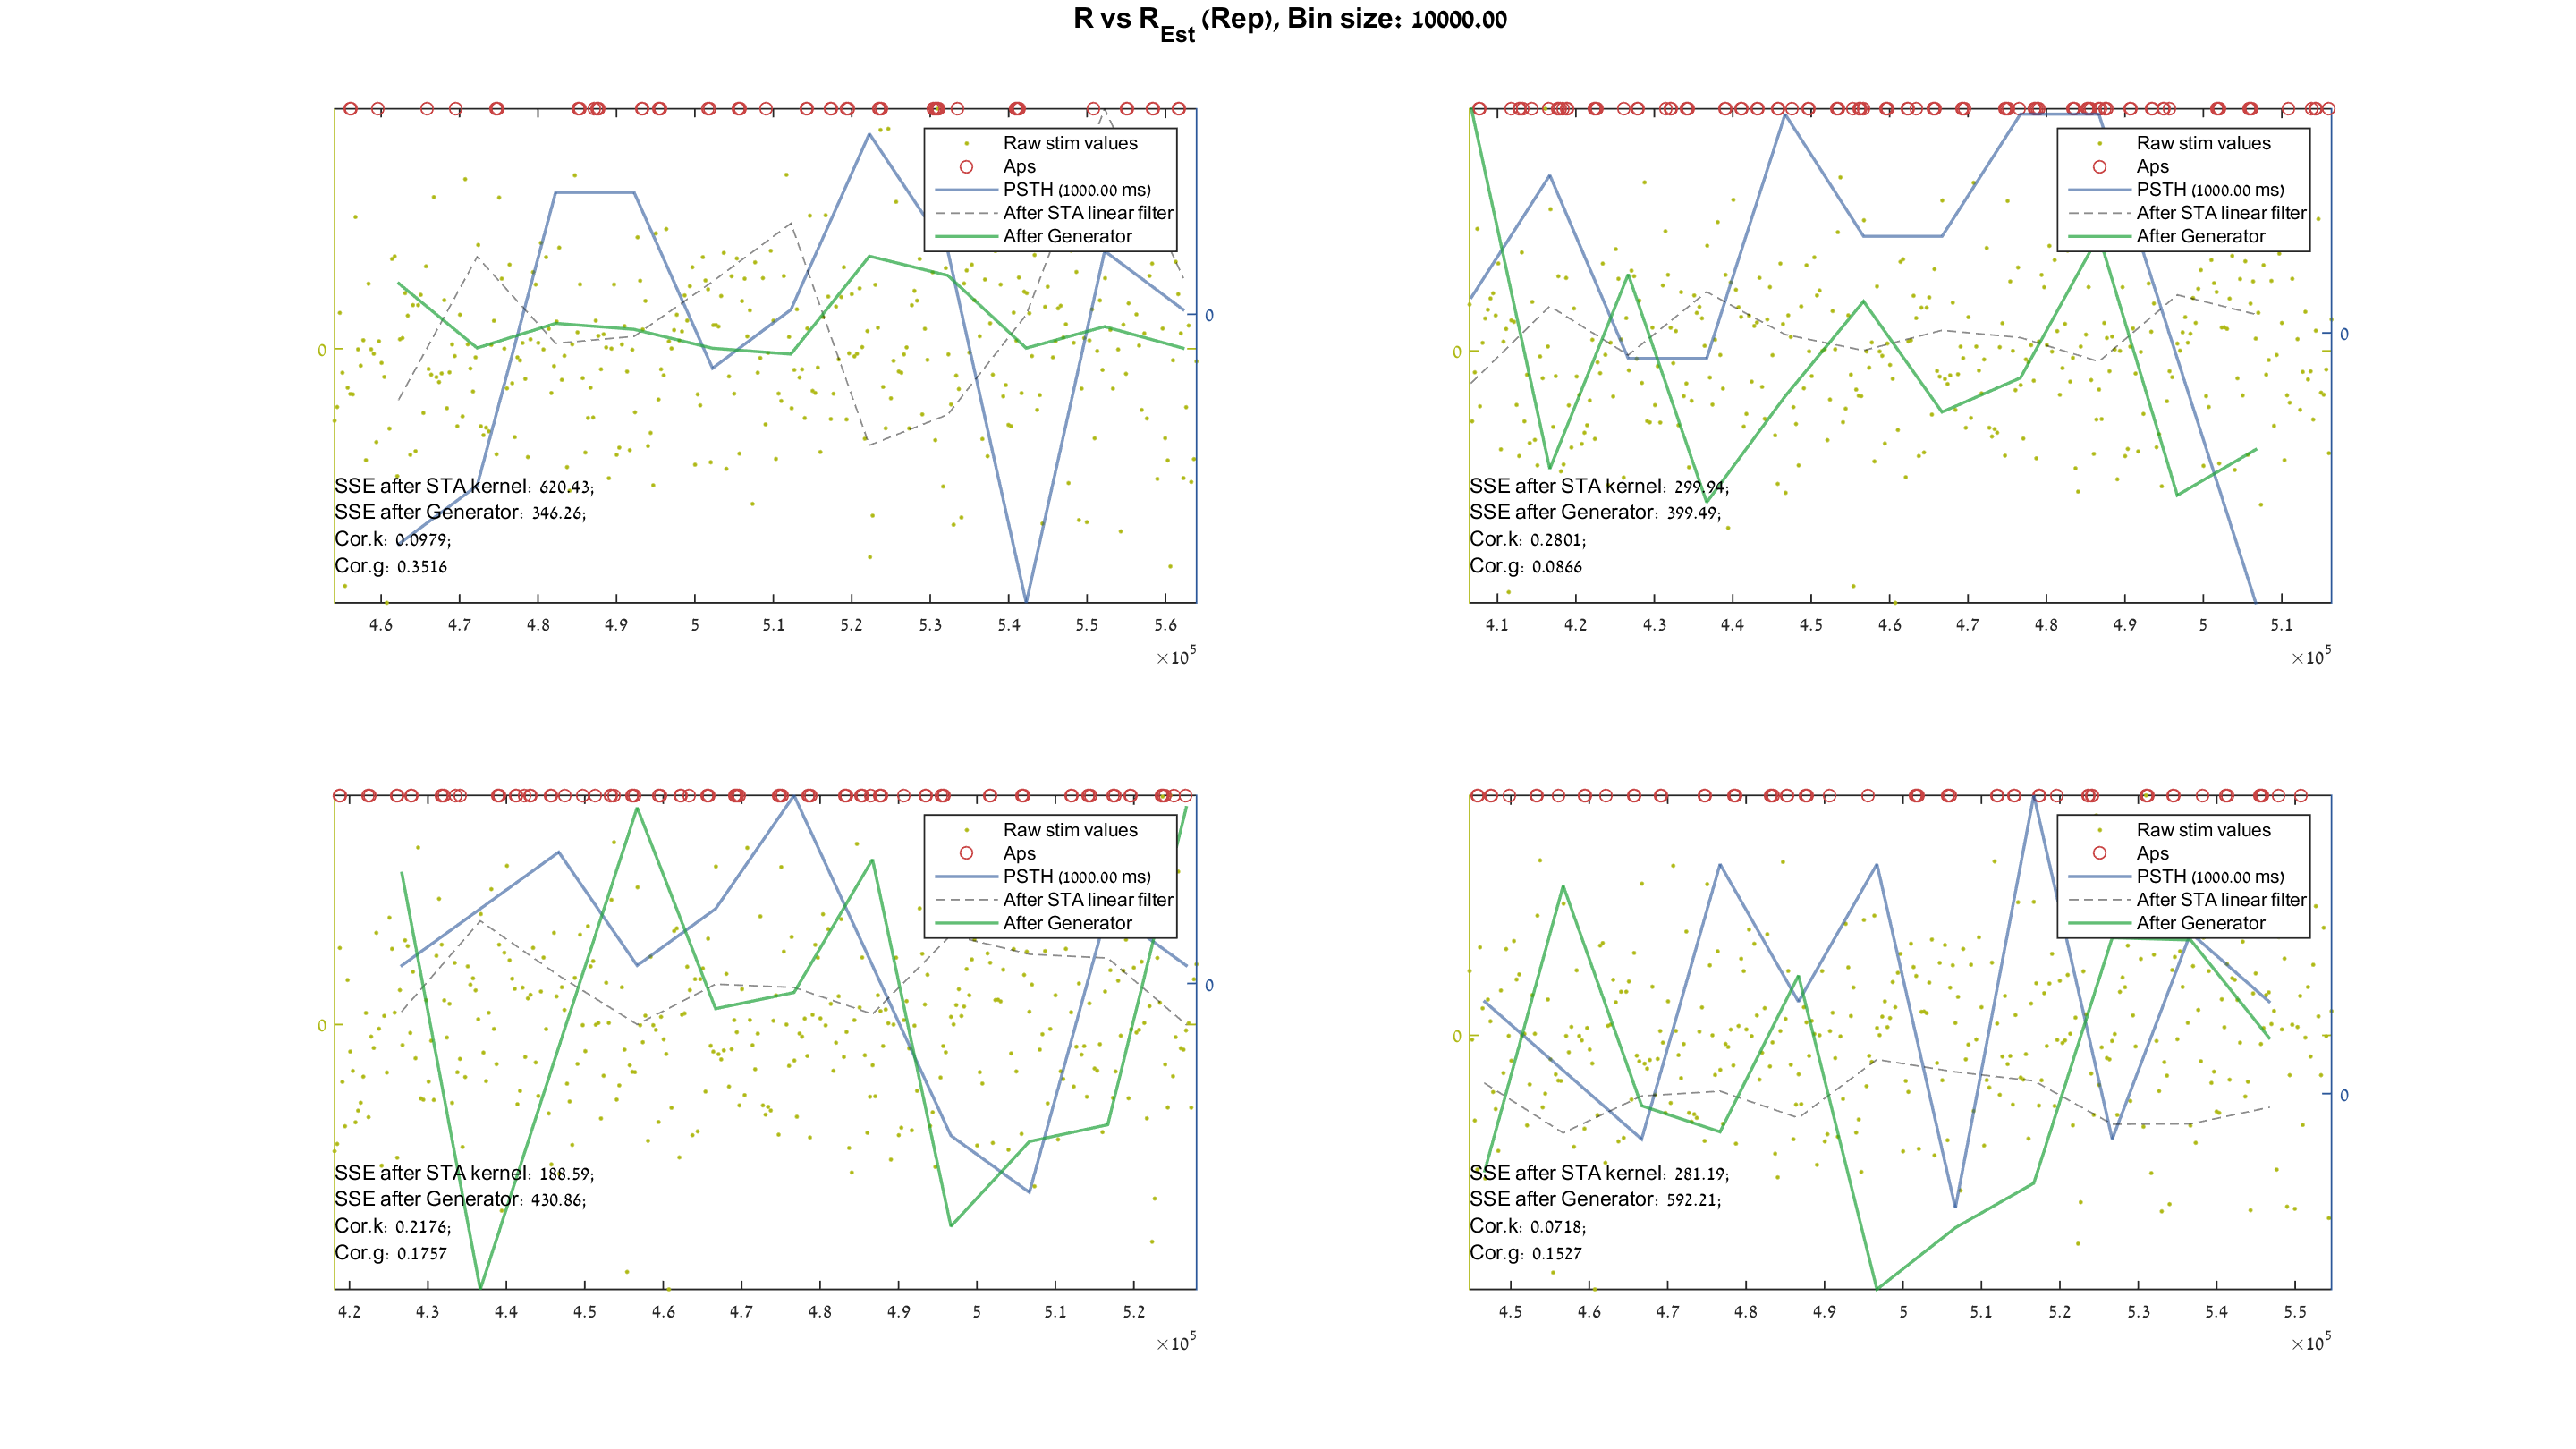 R vs R_Est (Rep), Bin size: 10000.00
Raw stim values
Aps
PSTH (1000.00 ms)
After STA linear filter
After Generator
0
0
SSE after STA kernel: 620.43;
SSE after Generator: 346.26;
Cor.k: 0.0979;
Cor.g: 0.3516
4.6 4.7 4.8 4.9 5 5.1 5.2 5.3 5.4 5.5 5.6
×10^5
Raw stim values
Aps
PSTH (1000.00 ms)
After STA linear filter
After Generator
0
0
SSE after STA kernel: 299.94;
SSE after Generator: 399.49;
Cor.k: 0.2801;
Cor.g: 0.0866
4.1 4.2 4.3 4.4 4.5 4.6 4.7 4.8 4.9 5 5.1
×10^5
Raw stim values
Aps
PSTH (1000.00 ms)
After STA linear filter
After Generator
0
0
SSE after STA kernel: 188.59;
SSE after Generator: 430.86;
Cor.k: 0.2176;
Cor.g: 0.1757
4.2 4.3 4.4 4.5 4.6 4.7 4.8 4.9 5 5.1 5.2
×10^5
Raw stim values
Aps
PSTH (1000.00 ms)
After STA linear filter
After Generator
0
0
SSE after STA kernel: 281.19;
SSE after Generator: 592.21;
Cor.k: 0.0718;
Cor.g: 0.1527
4.5 4.6 4.7 4.8 4.9 5 5.1 5.2 5.3 5.4 5.5
×10^5